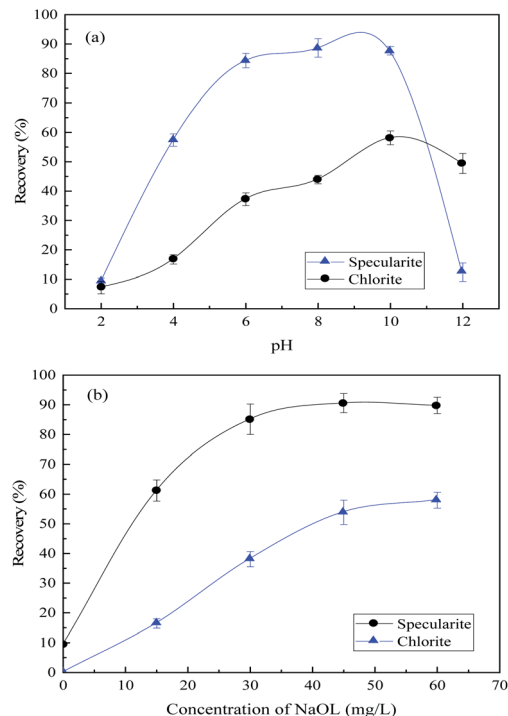 (a)
100
90
80
70
60
50
40
30
20
10
0
Recovery (%)
Specularite
Chlorite
2 4 6 8 10 12
pH
(b)
100
90
80
70
60
50
40
30
20
10
0
Recovery (%)
Specularite
Chlorite
0 10 20 30 40 50 60 70
Concentration of NaOL (mg/L)